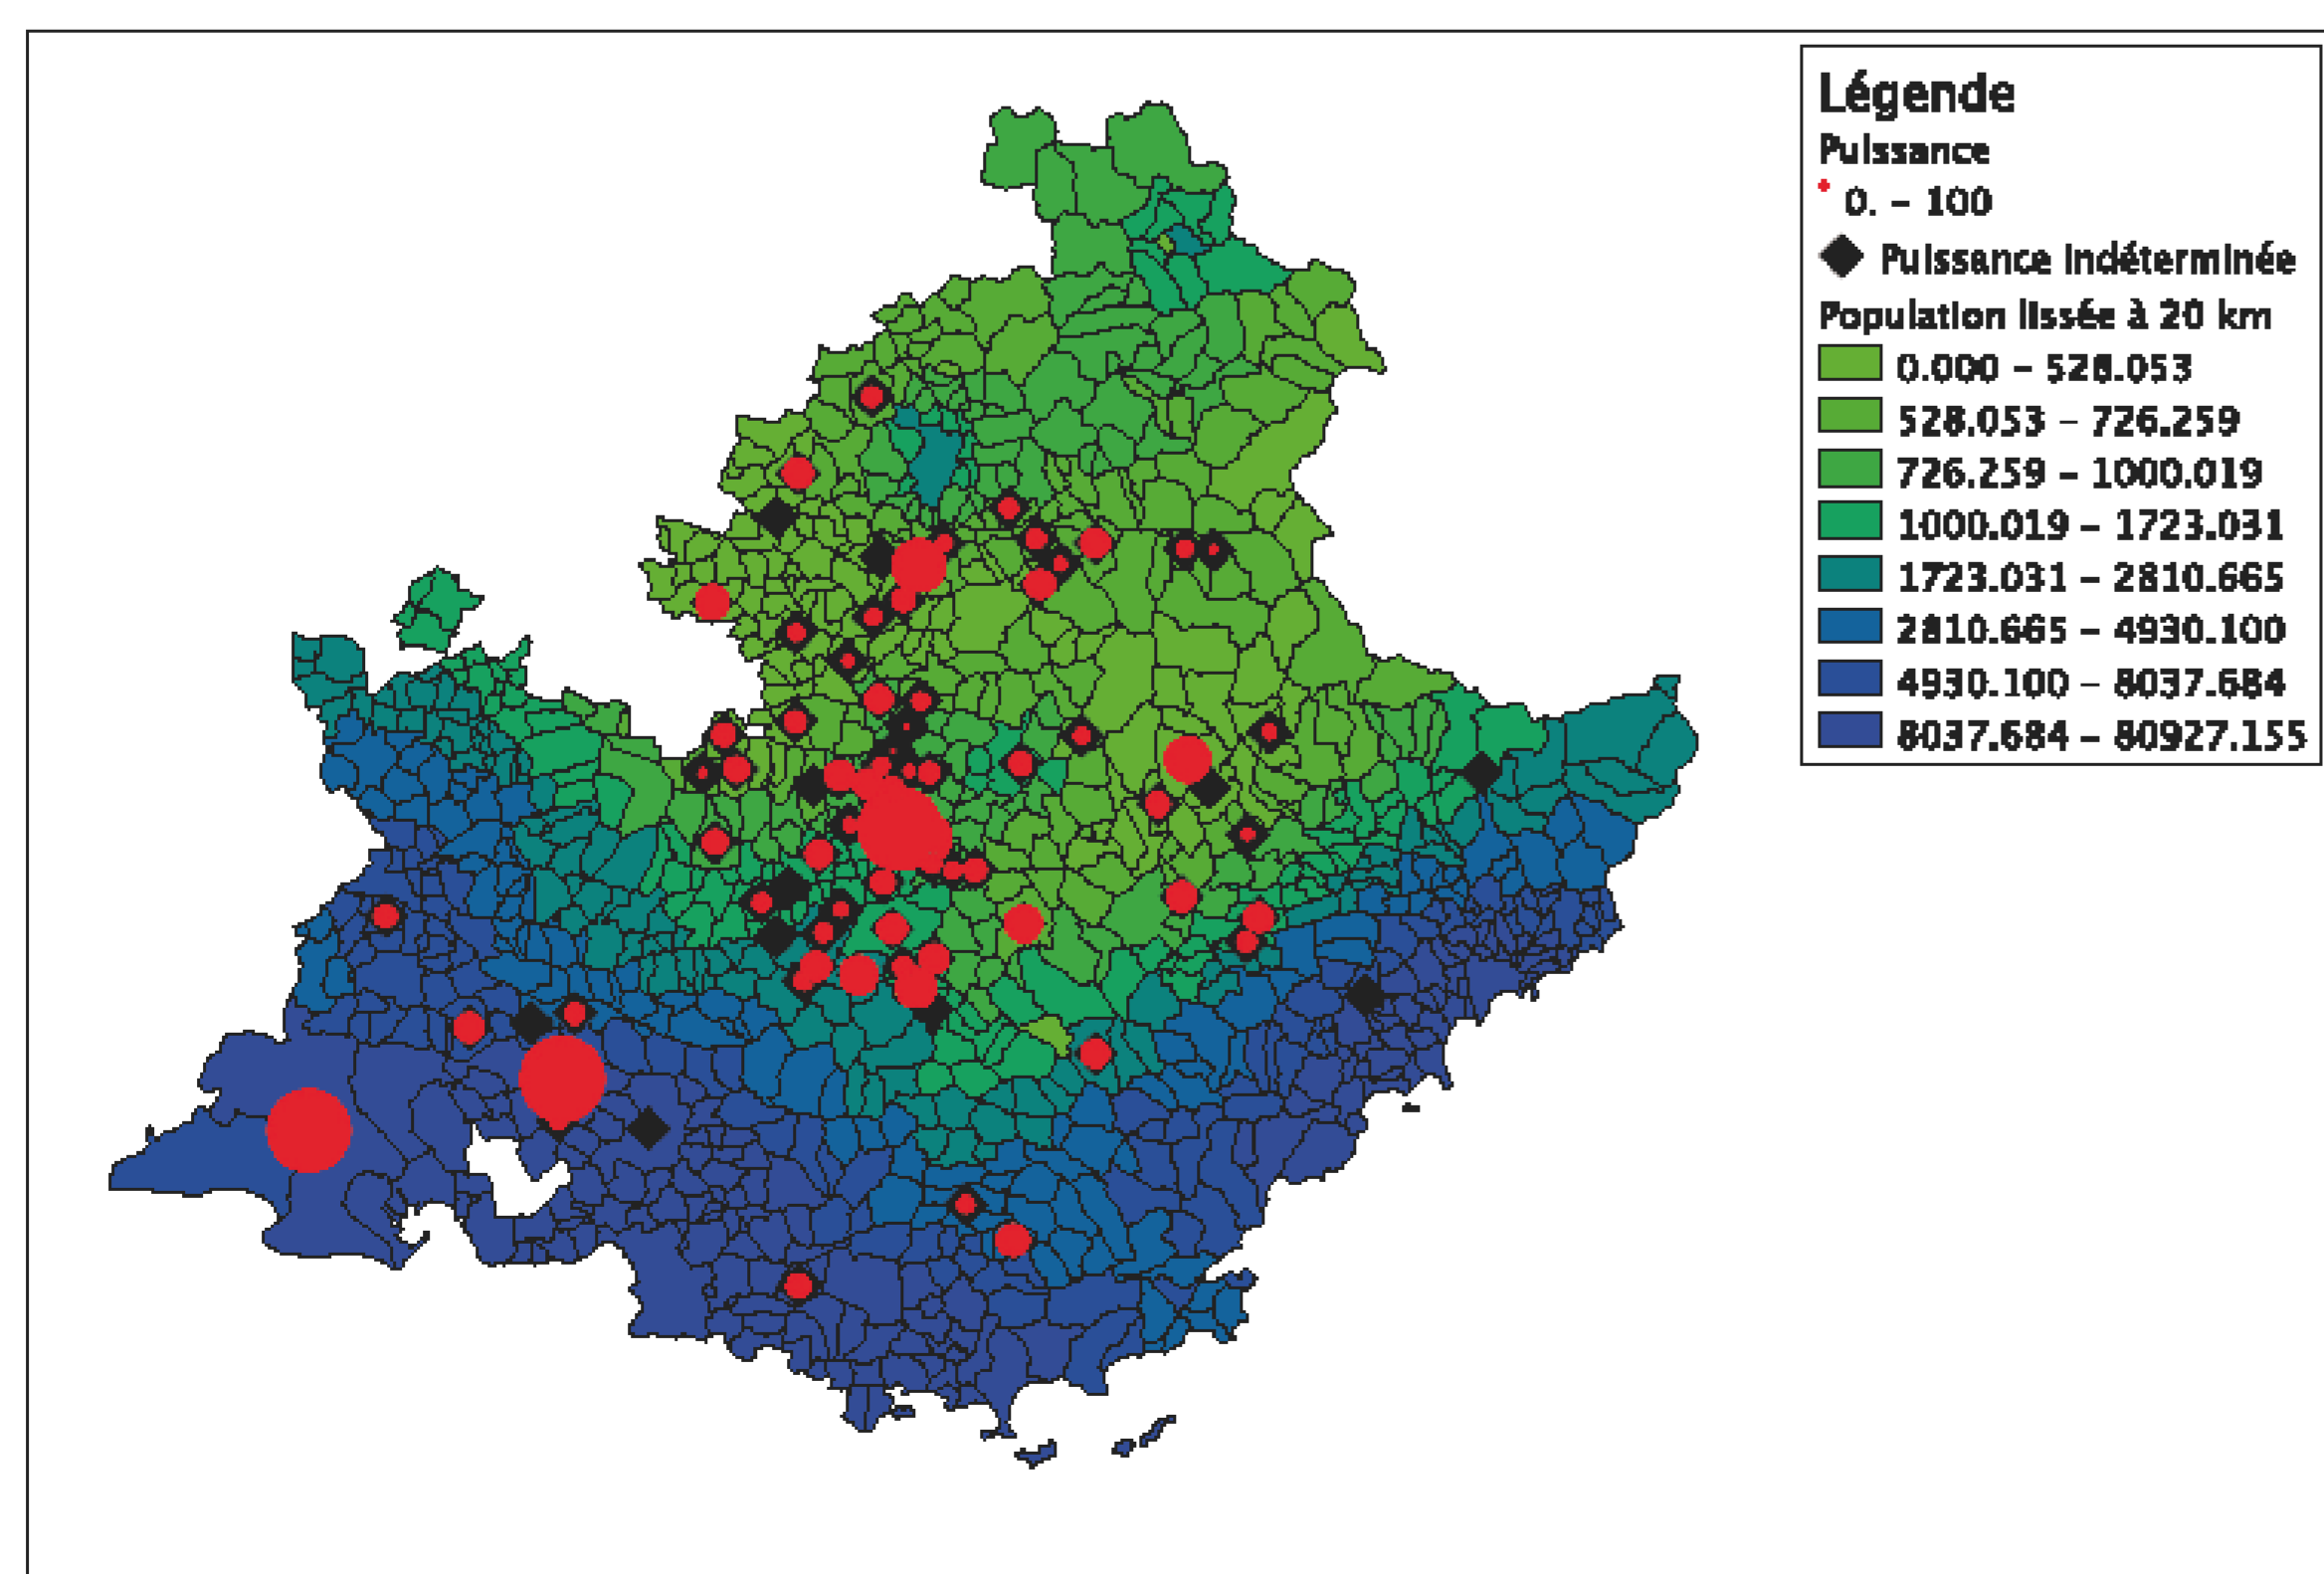 Légende
Puissance
0. – 100
Puissance indéterminée
Population lissée à 20 km
0.000 – 528.053
528.053 – 726.259
726.259 – 1000.019
1000.019 – 1723.031
1723.031 – 2810.665
2810.665 – 4930.100
4930.100 – 8037.684
8037.684 – 80927.155